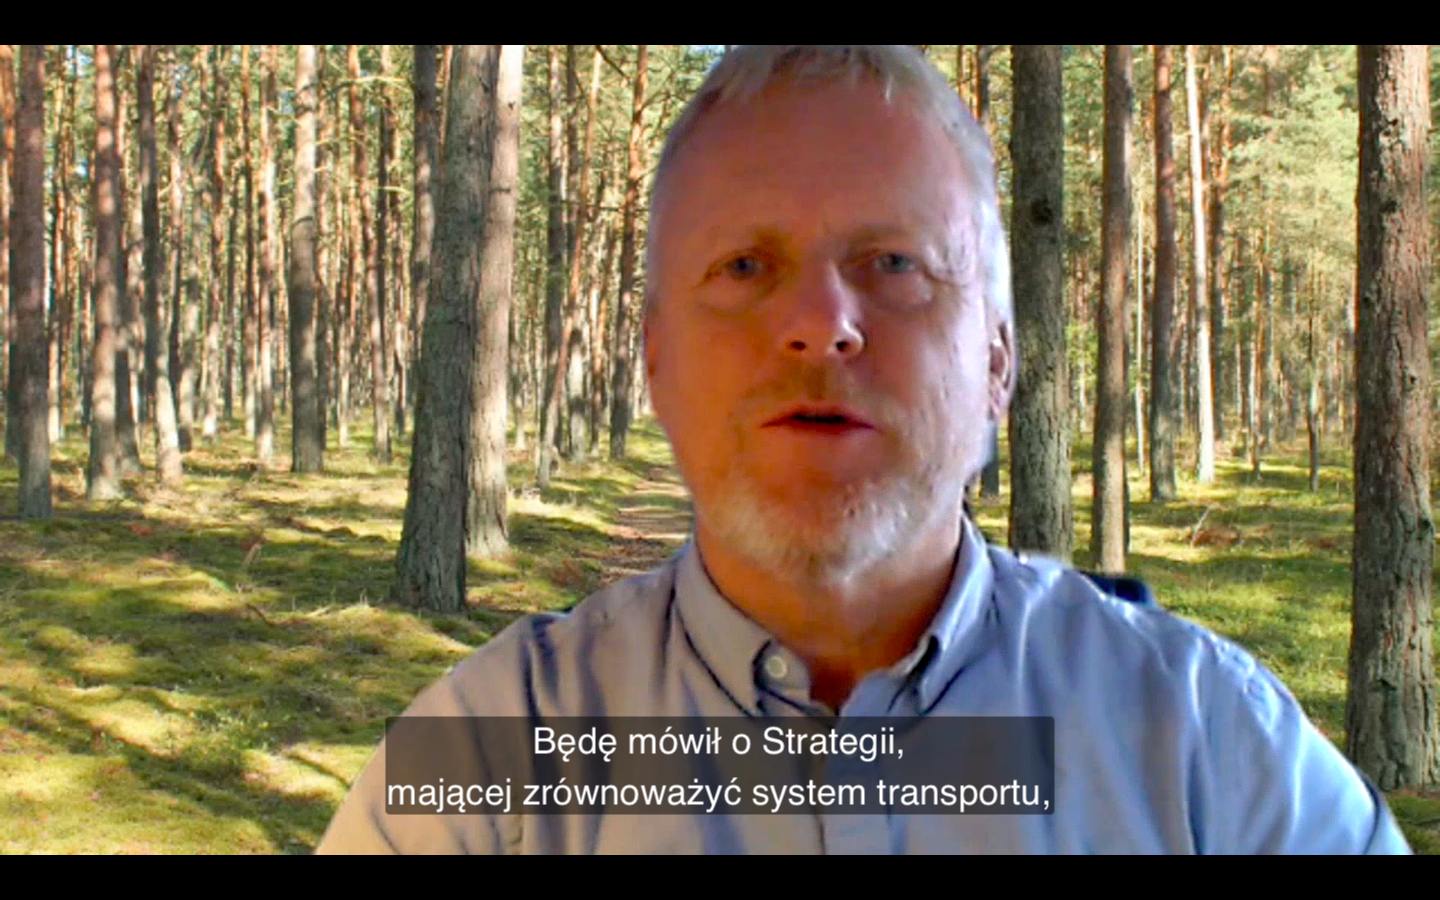 Będę mówił o Strategii,
mającej zrównoważyć system transportu,